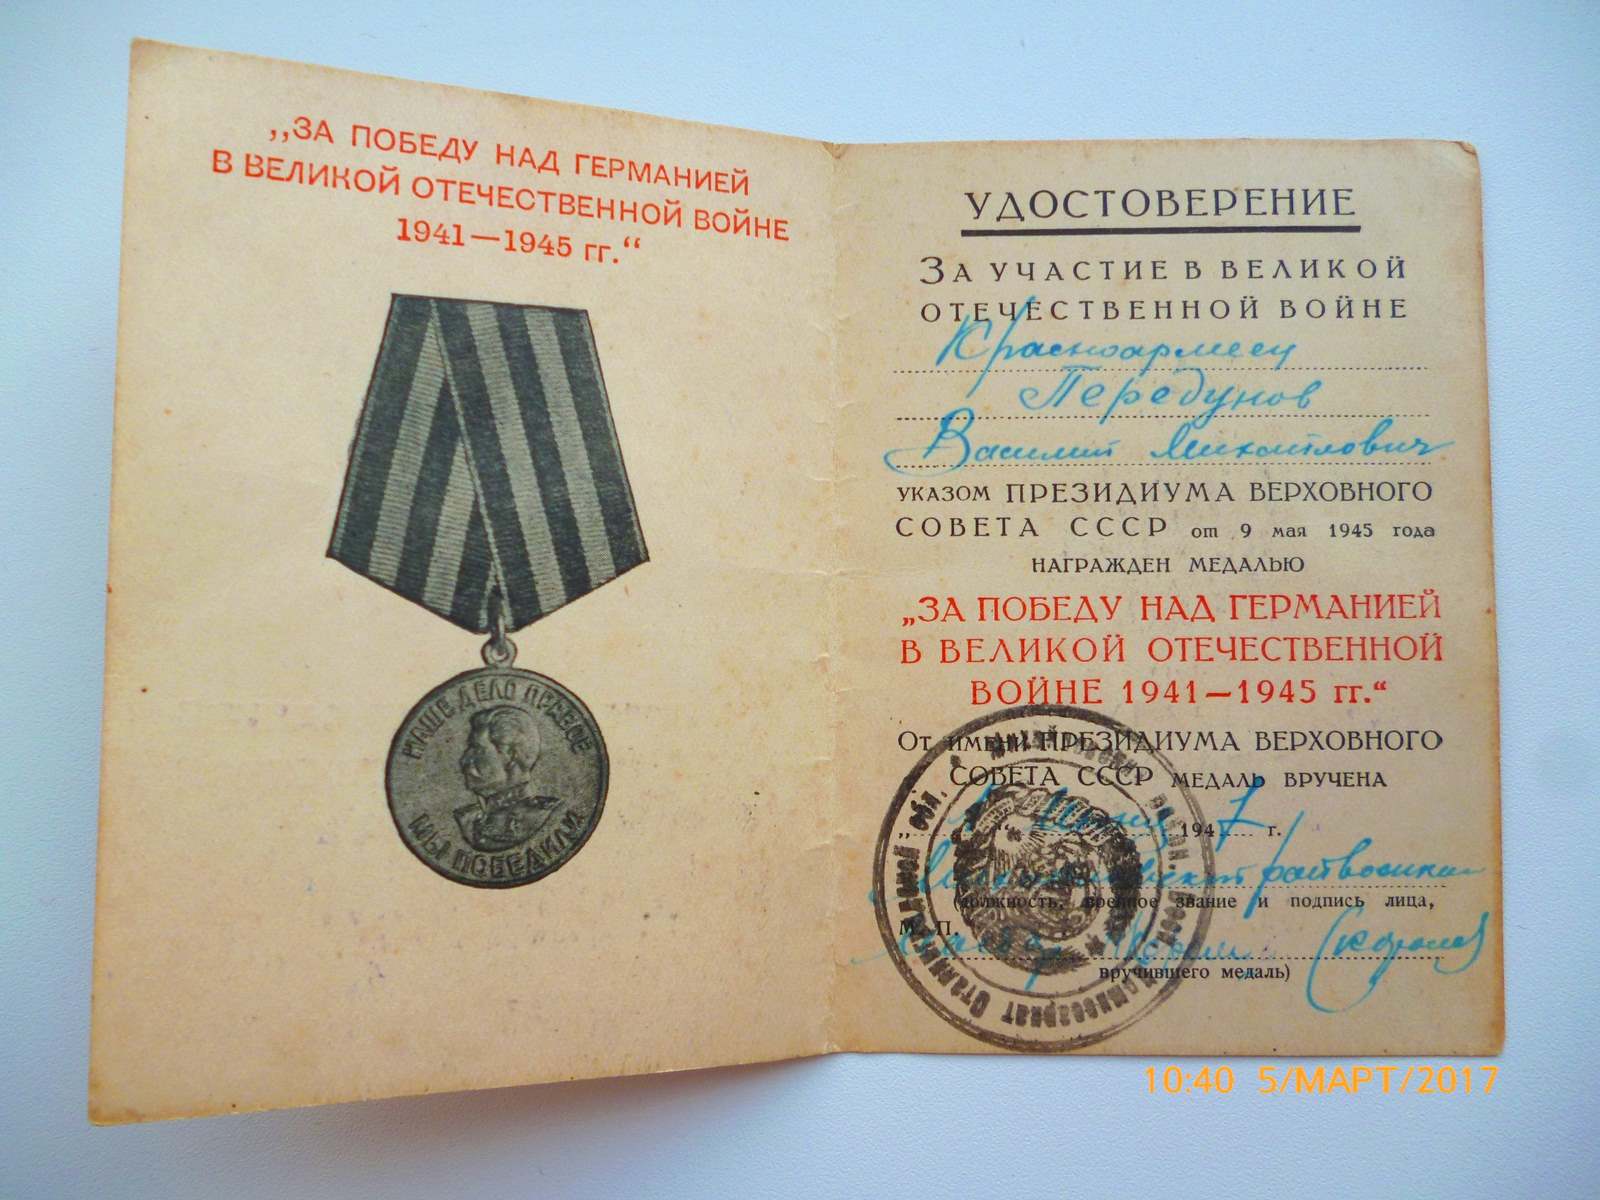 „ЗА ПОБЕДУ НАД ГЕРМАНИЕЙ
В ВЕЛИКОЙ ОТЕЧЕСТВЕННОЙ ВОЙНЕ
1941—1945 гг.“
НАШЕ ДЕЛО ПРАВОЕ
МЫ ПОБЕДИЛИ
УДОСТОВЕРЕНИЕ
ЗА УЧАСТИЕ В ВЕЛИКОЙ
ОТЕЧЕСТВЕННОЙ ВОЙНЕ
Красноармеец
Передунов
Василий Михайлович
УКАЗОМ ПРЕЗИДИУМА ВЕРХОВНОГО
СОВЕТА СССР от 9 мая 1945 года
НАГРАЖДЕН МЕДАЛЬЮ
„ЗА ПОБЕДУ НАД ГЕРМАНИЕЙ
В ВЕЛИКОЙ ОТЕЧЕСТВЕННОЙ
ВОЙНЕ 1941—1945 гг.“
ОТ ИМЕНИ ПРЕЗИДИУМА ВЕРХОВНОГО
СОВЕТА СССР МЕДАЛЬ ВРУЧЕНА
1947 г.
(должность, военное звание и подпись лица,
М. П.
вручившего медаль)
10:40 5/МАРТ/2017